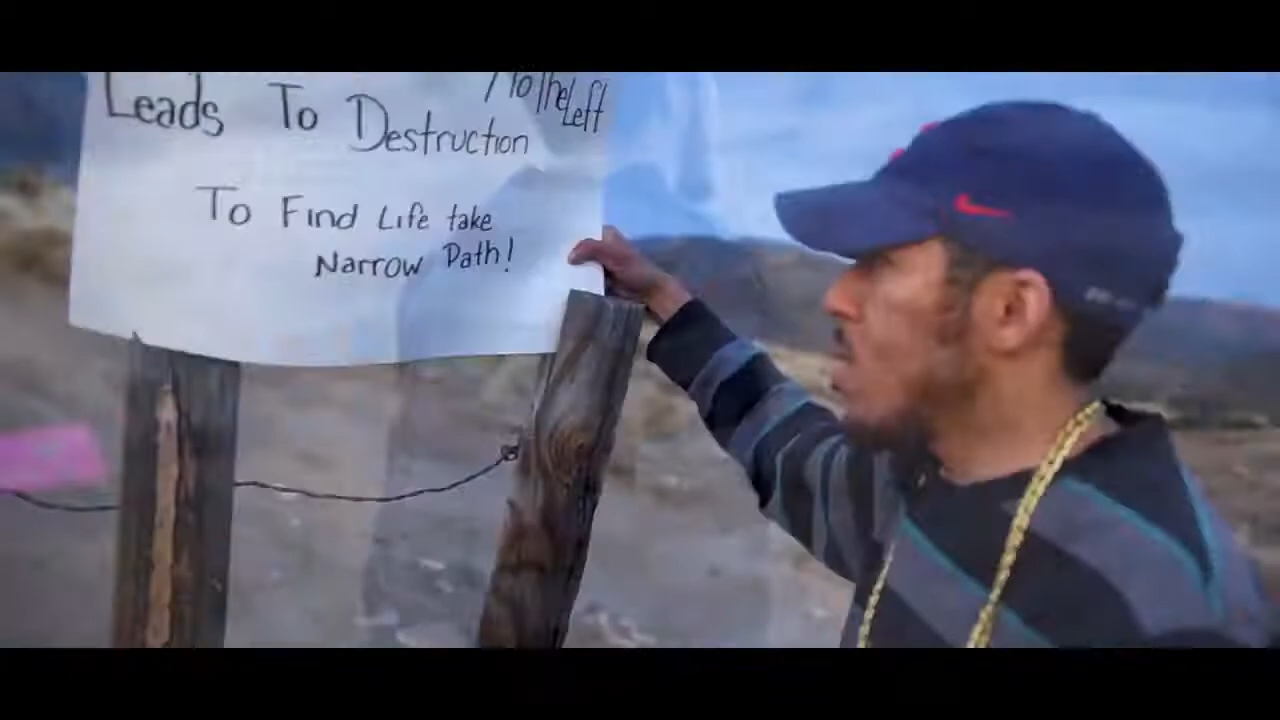 Leads To Destruction
To The Left
To Find Life take
Narrow Path!